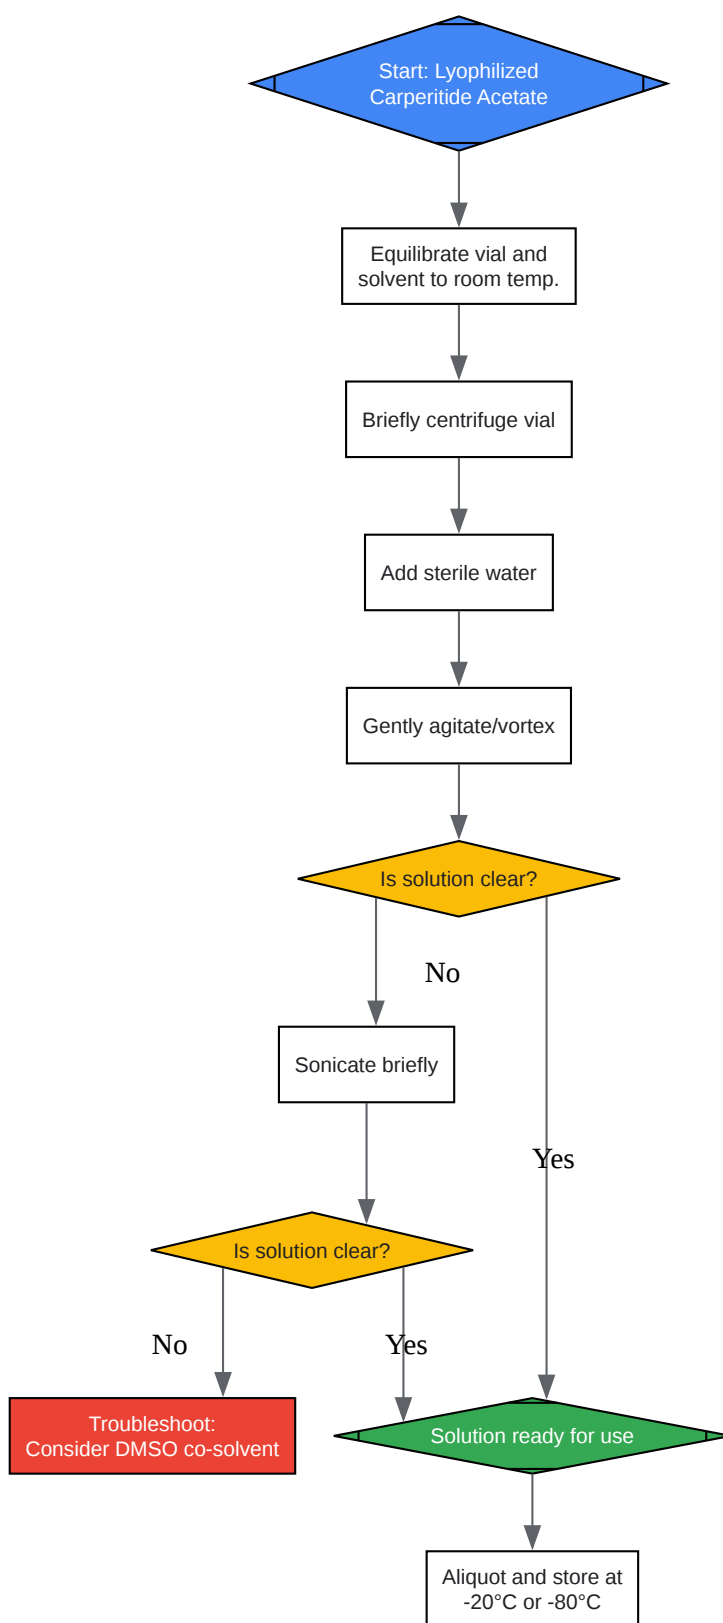 Start: Lyophilized
Carperitide Acetate
Equilibrate vial and
solvent to room temp.
Briefly centrifuge vial
Add sterile water
Gently agitate/vortex
Is solution clear?
No
Sonicate briefly
Yes
Is solution clear?
No
Yes
Troubleshoot:
Consider DMSO co-solvent
Solution ready for use
Aliquot and store at
-20°C or -80°C